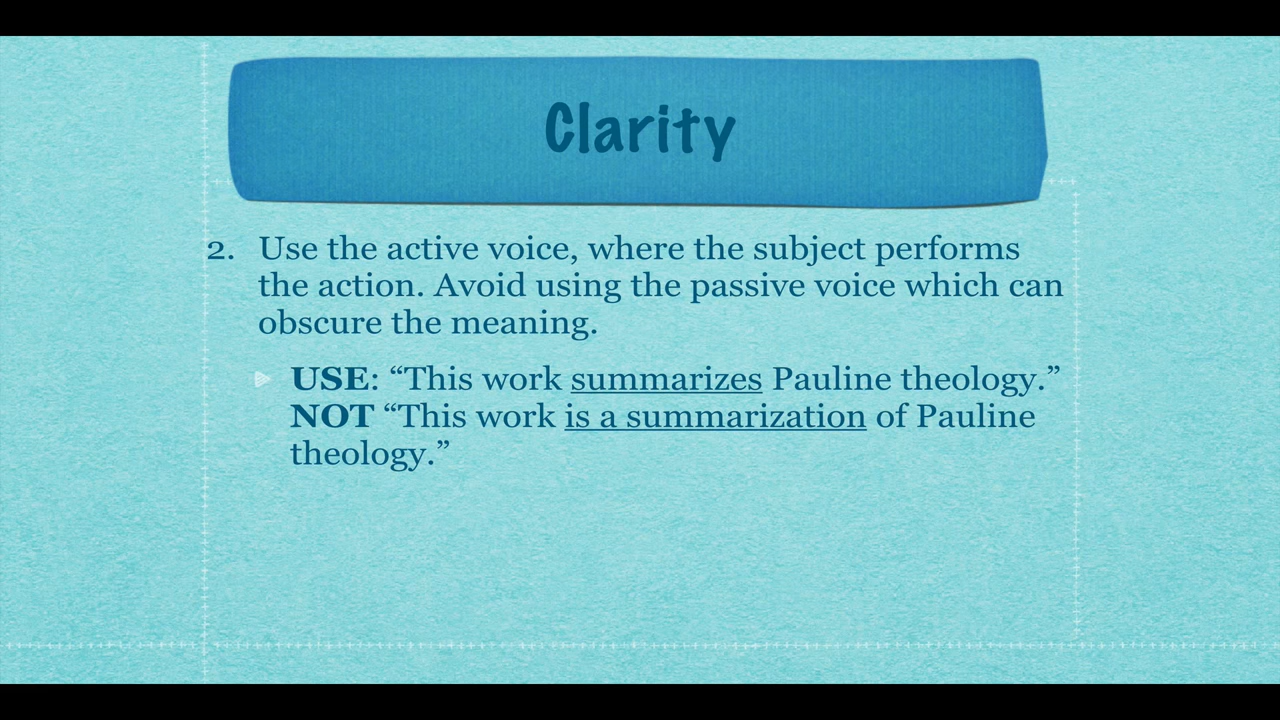 Clarity
2. Use the active voice, where the subject performs
the action. Avoid using the passive voice which can
obscure the meaning.
USE: “This work summarizes Pauline theology.”
NOT “This work is a summarization of Pauline
theology.”